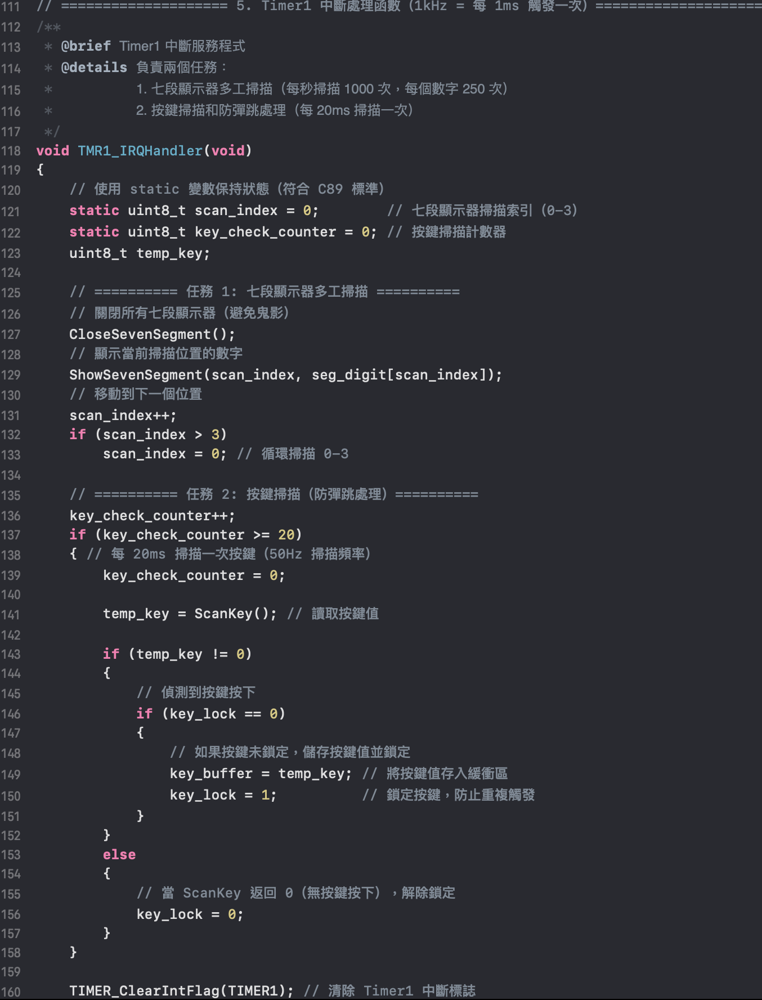 111 // ==================== 5. Timer1 中斷處理函數（1kHz = 每 1ms 觸發一次）====================
112 /**
113  * @brief Timer1 中斷服務程式
114  * @details 負責兩個任務：
115  *          1. 七段顯示器多工掃描（每秒掃描 1000 次，每個數字 250 次）
116  *          2. 按鍵掃描和防彈跳處理（每 20ms 掃描一次）
117  */
118 void TMR1_IRQHandler(void)
119 {
120     // 使用 static 變數保持狀態（符合 C89 標準）
121     static uint8_t scan_index = 0;        // 七段顯示器掃描索引（0-3）
122     static uint8_t key_check_counter = 0; // 按鍵掃描計數器
123     uint8_t temp_key;
124
125     // ========== 任務 1: 七段顯示器多工掃描 ==========
126     // 關閉所有七段顯示器（避免鬼影）
127     CloseSevenSegment();
128     // 顯示當前掃描位置的數字
129     ShowSevenSegment(scan_index, seg_digit[scan_index]);
130     // 移動到下一個位置
131     scan_index++;
132     if (scan_index > 3)
133         scan_index = 0; // 循環掃描 0-3
134
135     // ========== 任務 2: 按鍵掃描（防彈跳處理）==========
136     key_check_counter++;
137     if (key_check_counter >= 20)
138     { // 每 20ms 掃描一次按鍵（50Hz 掃描頻率）
139         key_check_counter = 0;
140
141         temp_key = ScanKey(); // 讀取按鍵值
142
143         if (temp_key != 0)
144         {
145             // 偵測到按鍵按下
146             if (key_lock == 0)
147             {
148                 // 如果按鍵未鎖定，儲存按鍵值並鎖定
149                 key_buffer = temp_key; // 將按鍵值存入緩衝區
150                 key_lock = 1;          // 鎖定按鍵，防止重複觸發
151             }
152         }
153         else
154         {
155             // 當 ScanKey 返回 0（無按鍵按下），解除鎖定
156             key_lock = 0;
157         }
158     }
159
160     TIMER_ClearIntFlag(TIMER1); // 清除 Timer1 中斷標誌